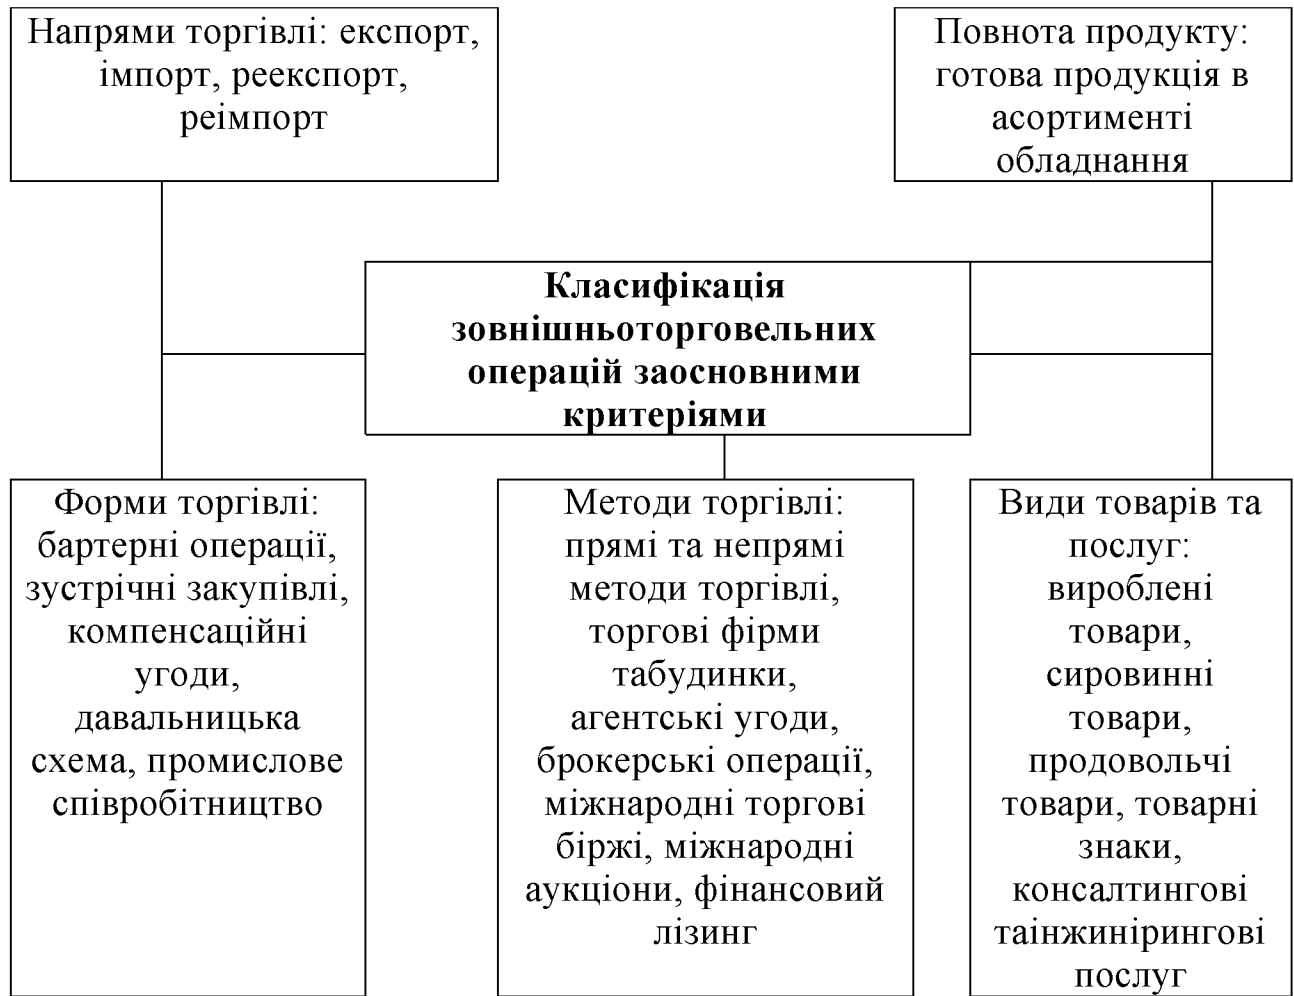 Напрями торгівлі: експорт,
імпорт, реекспорт,
реімпорт
Повнота продукту:
готова продукція в
асортименті
обладнання
Класифікація
зовнішньоторговельних
операцій заосновними
критеріями
Форми торгівлі:
бартерні операції,
зустрічні закупівлі,
компенсаційні
угоди,
давальницька
схема, промислове
співробітництво
Методи торгівлі:
прямі та непрямі
методи торгівлі,
торгові фірми
табудинки,
агентські угоди,
брокерські операції,
міжнародні торгові
біржі, міжнародні
аукціони, фінансовий
лізинг
Види товарів та
послуг:
вироблені
товари,
сировинні
товари,
продовольчі
товари, товарні
знаки,
консалтингові
таінжинірингові
послуг